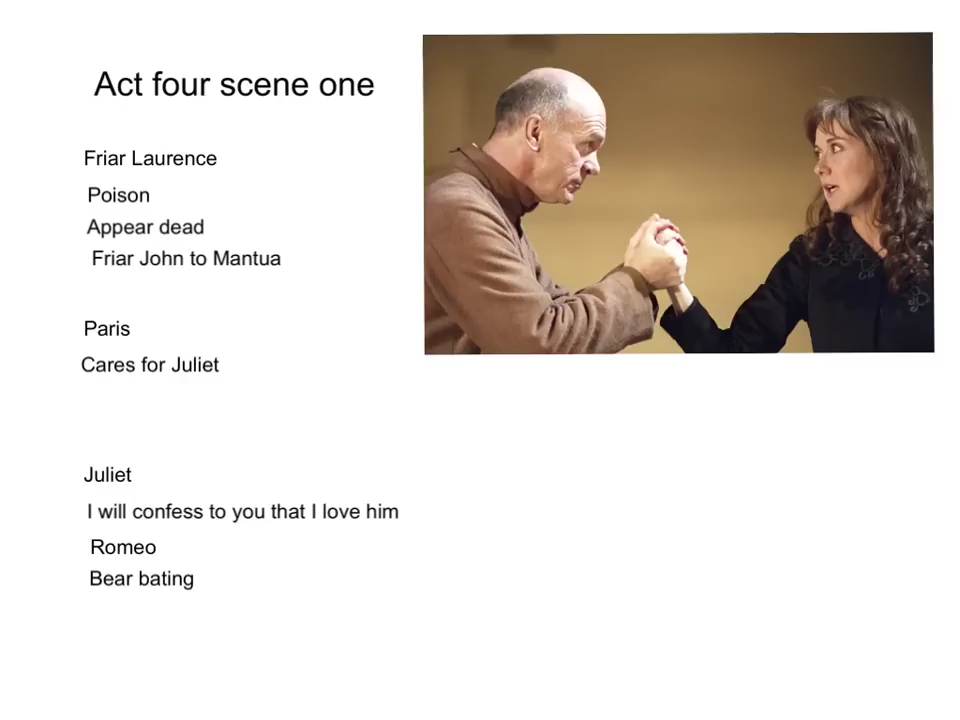 Act four scene one
Friar Laurence
Poison
Appear dead
Friar John to Mantua
Paris
Cares for Juliet
Juliet
I will confess to you that I love him
Romeo
Bear bating